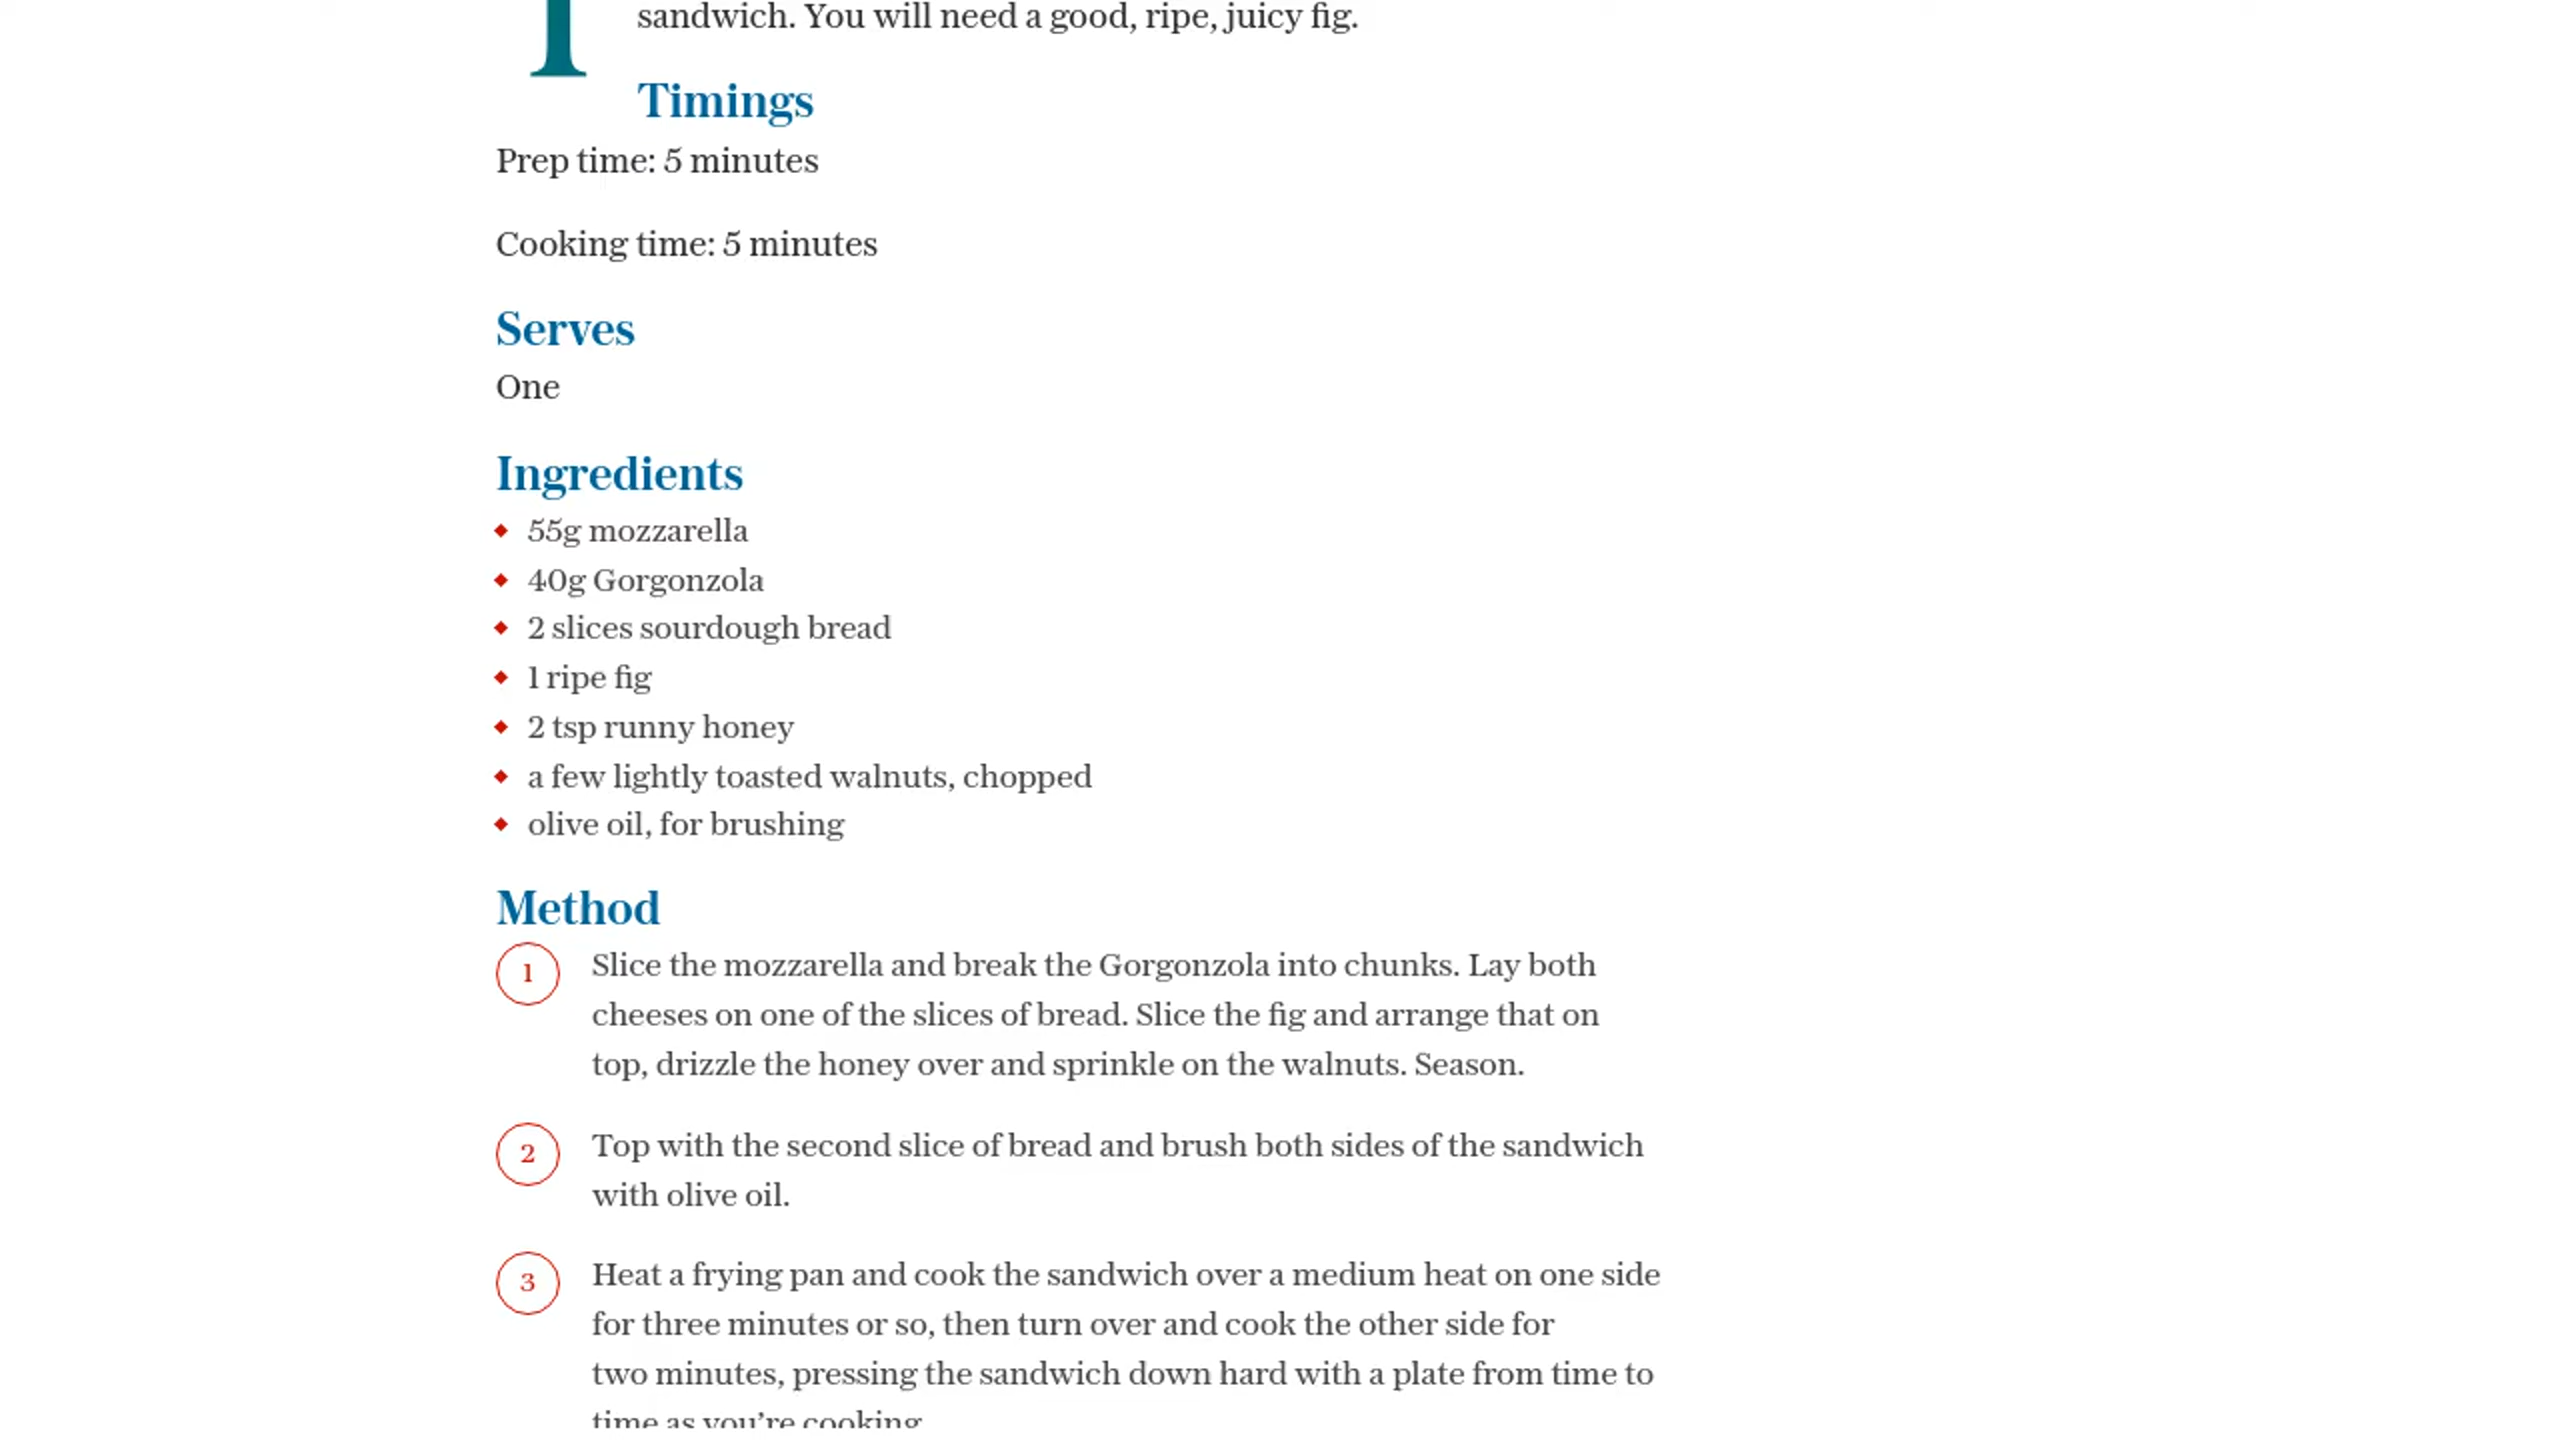 sandwich. You will need a good, ripe, juicy fig.
Timings
Prep time: 5 minutes
Cooking time: 5 minutes
Serves
One
Ingredients
55g mozzarella
40g Gorgonzola
2 slices sourdough bread
1 ripe fig
2 tsp runny honey
a few lightly toasted walnuts, chopped
olive oil, for brushing
Method
1 Slice the mozzarella and break the Gorgonzola into chunks. Lay both
cheeses on one of the slices of bread. Slice the fig and arrange that on
top, drizzle the honey over and sprinkle on the walnuts. Season.
2 Top with the second slice of bread and brush both sides of the sandwich
with olive oil.
3 Heat a frying pan and cook the sandwich over a medium heat on one side
for three minutes or so, then turn over and cook the other side for
two minutes, pressing the sandwich down hard with a plate from time to
time as you're cooking